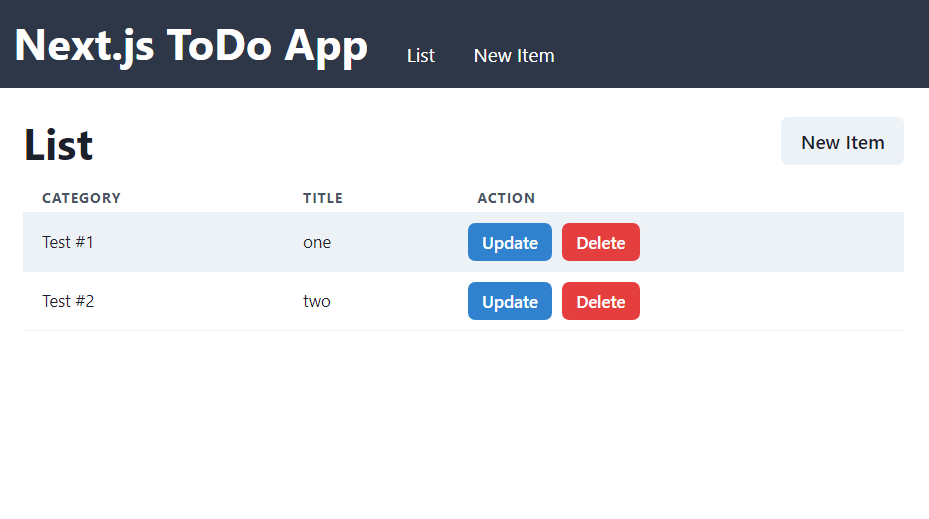 Next.js ToDo App List New Item
List New Item
CATEGORY TITLE ACTION
Test #1 one Update Delete
Test #2 two Update Delete